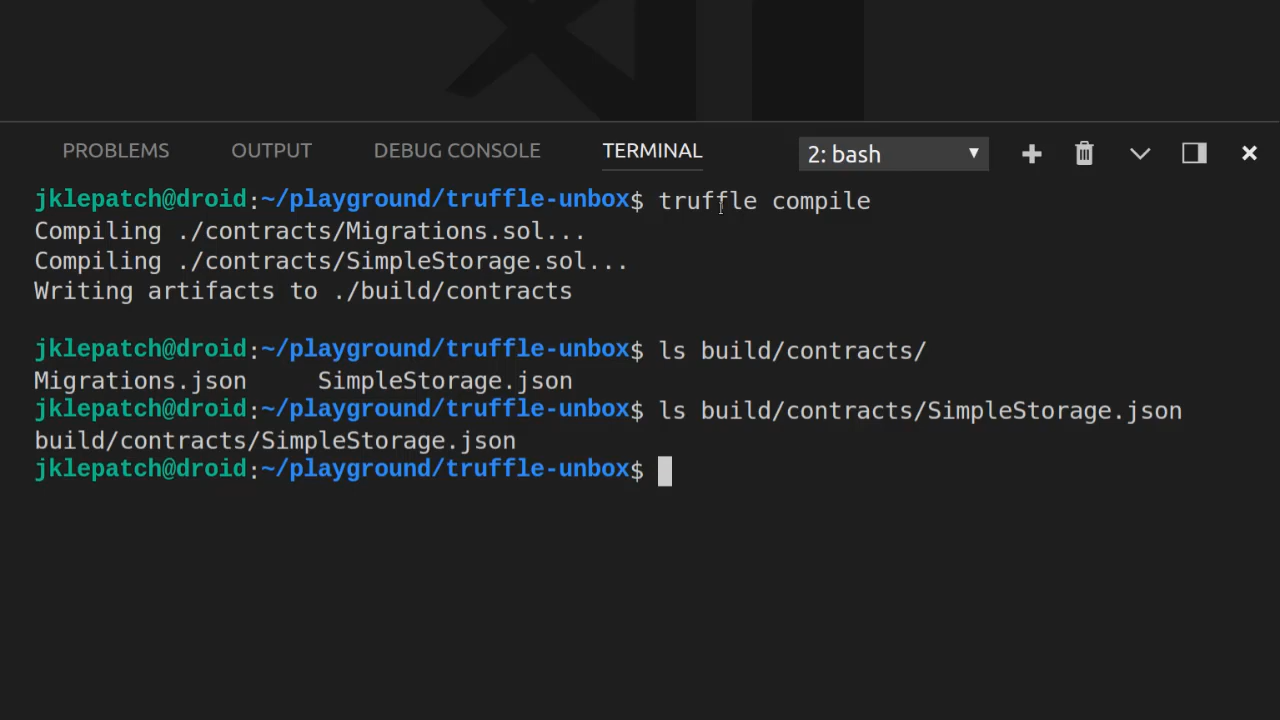 PROBLEMS OUTPUT DEBUG CONSOLE TERMINAL 2: bash
jklepatch@droid:~/playground/truffle-unbox$ truffle compile
Compiling ./contracts/Migrations.sol...
Compiling ./contracts/SimpleStorage.sol...
Writing artifacts to ./build/contracts
jklepatch@droid:~/playground/truffle-unbox$ ls build/contracts/
Migrations.json     SimpleStorage.json
jklepatch@droid:~/playground/truffle-unbox$ ls build/contracts/SimpleStorage.json
build/contracts/SimpleStorage.json
jklepatch@droid:~/playground/truffle-unbox$